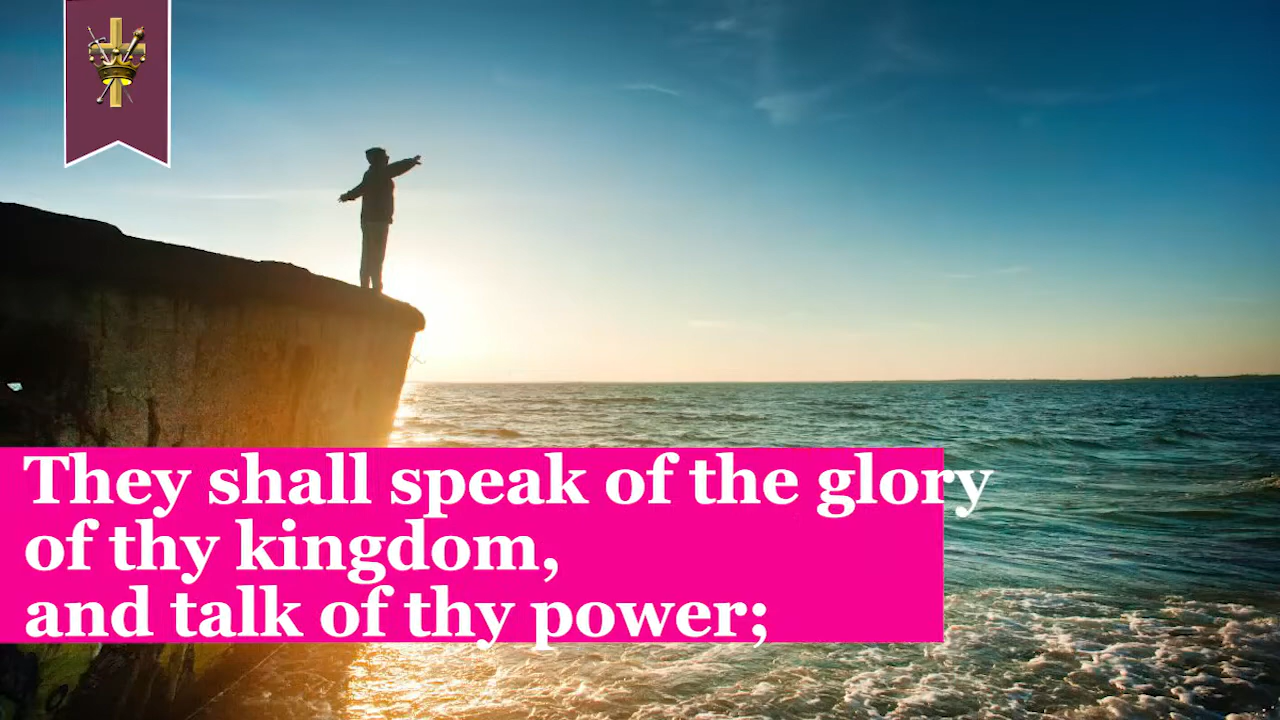 They shall speak of the glory
of thy kingdom,
and talk of thy power;